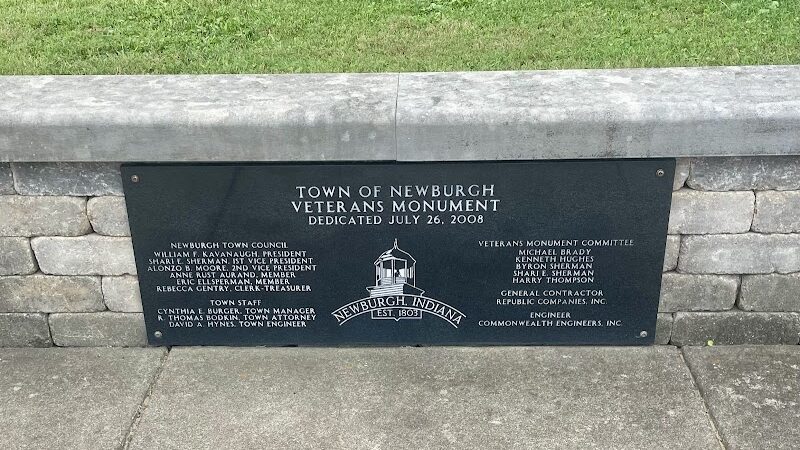 TOWN OF NEWBURGH
VETERANS MONUMENT
DEDICATED JULY 26, 2008
NEWBURGH TOWN COUNCIL
WILLIAM F. KAVANAUGH, PRESIDENT
SHARI E. SHERMAN, 1ST VICE PRESIDENT
ALONZO B. MOORE, 2ND VICE PRESIDENT
ANNE RUST AURAND, MEMBER
ERIC ELLSPERMAN, MEMBER
REBECCA GENTRY, CLERK-TREASURER
TOWN STAFF
CYNTHIA E. BURGER, TOWN MANAGER
R. THOMAS BODKIN, TOWN ATTORNEY
DAVID A. HYNES, TOWN ENGINEER
NEWBURGH, INDIANA
EST. 1803
VETERANS MONUMENT COMMITTEE
MICHAEL BRADY
KENNETH HUGHES
BYRON SHERMAN
SHARI E. SHERMAN
HARRY THOMPSON
GENERAL CONTRACTOR
REPUBLIC COMPANIES, INC.
ENGINEER
COMMONWEALTH ENGINEERS, INC.